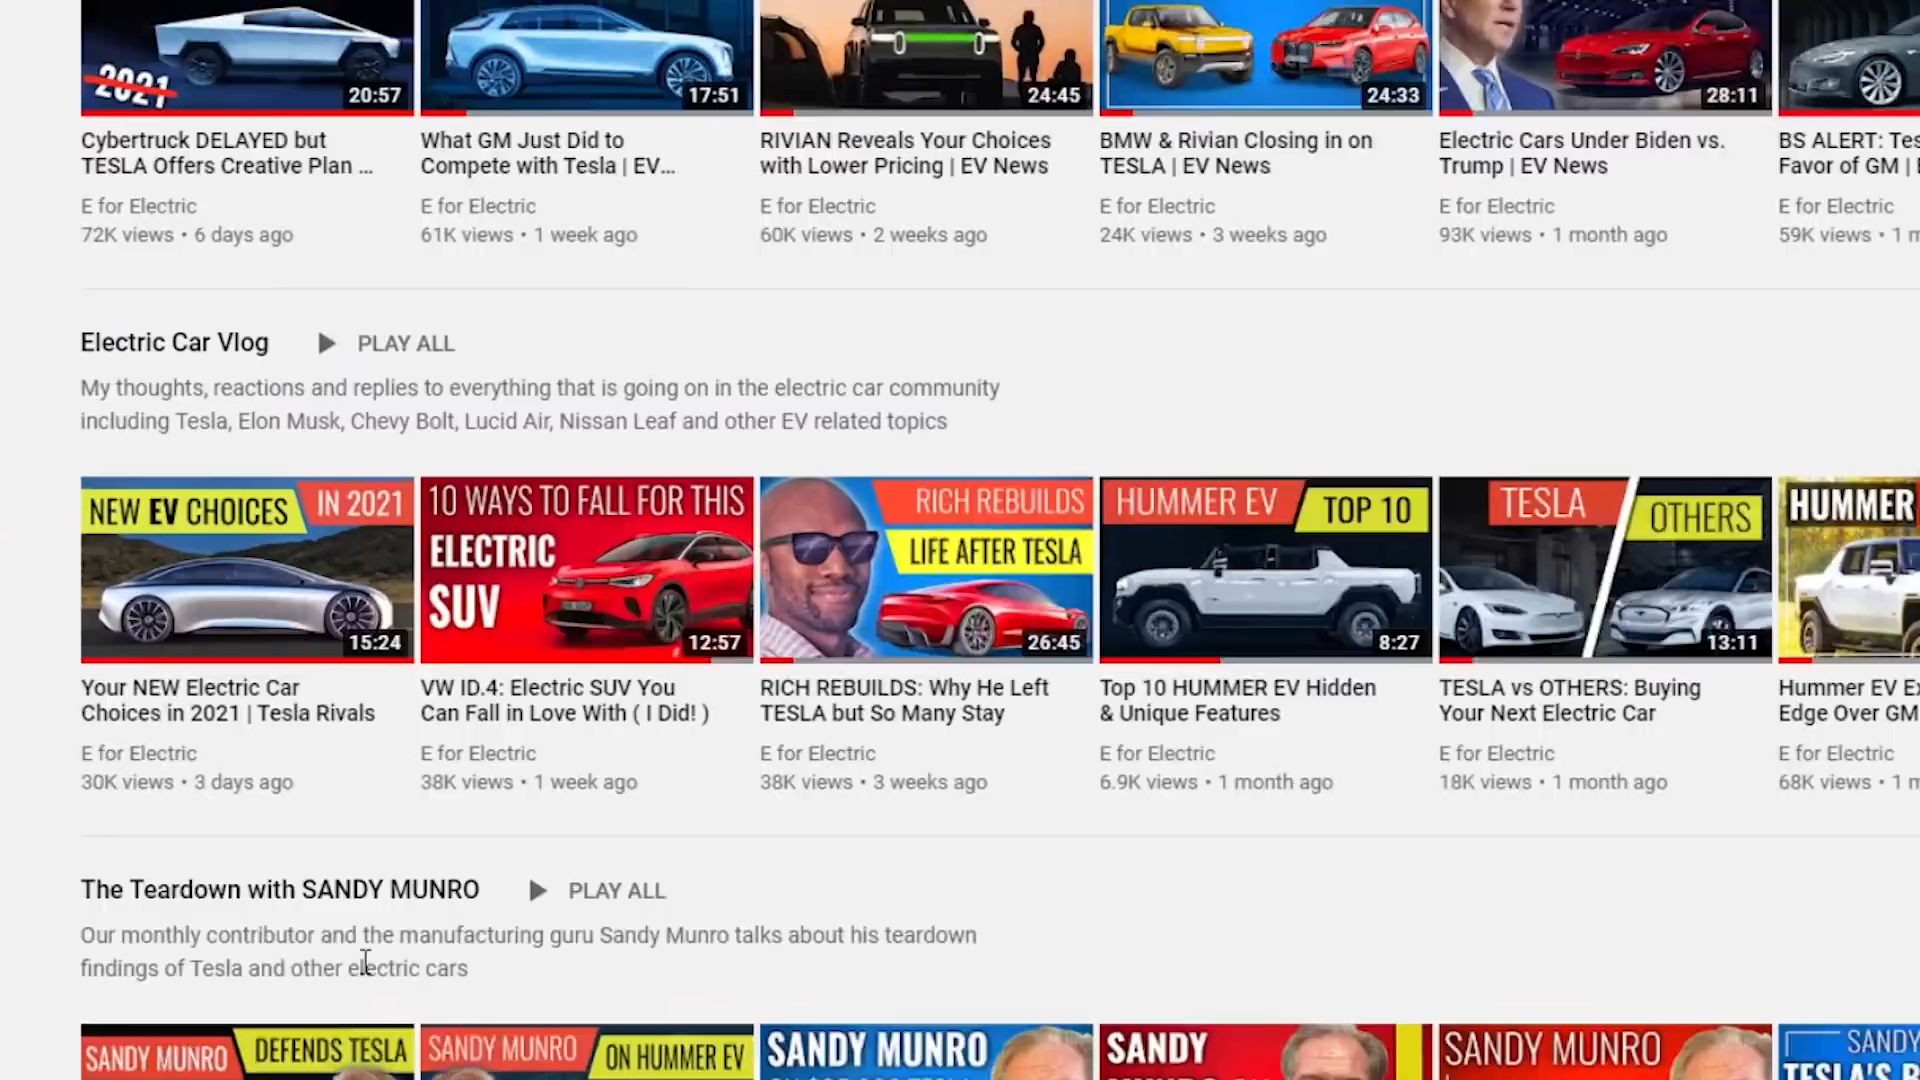 2021
20:57
17:51
24:45
24:33
28:11
Cybertruck DELAYED but
TESLA Offers Creative Plan ...
E for Electric
72K views • 6 days ago
What GM Just Did to
Compete with Tesla | EV...
E for Electric
61K views • 1 week ago
RIVIAN Reveals Your Choices
with Lower Pricing | EV News
E for Electric
60K views • 2 weeks ago
BMW & Rivian Closing in on
TESLA | EV News
E for Electric
24K views • 3 weeks ago
Electric Cars Under Biden vs.
Trump | EV News
E for Electric
93K views • 1 month ago
BS ALERT: Tes
Favor of GM |
E for Electric
59K views • 1 m
Electric Car Vlog PLAY ALL
My thoughts, reactions and replies to everything that is going on in the electric car community
including Tesla, Elon Musk, Chevy Bolt, Lucid Air, Nissan Leaf and other EV related topics
NEW EV CHOICES IN 2021
15:24
10 WAYS TO FALL FOR THIS
ELECTRIC
SUV
12:57
RICH REBUILDS
LIFE AFTER TESLA
26:45
HUMMER EV TOP 10
8:27
TESLA OTHERS
13:11
HUMMER
Your NEW Electric Car
Choices in 2021 | Tesla Rivals
E for Electric
30K views • 3 days ago
VW ID.4: Electric SUV You
Can Fall in Love With ( I Did! )
E for Electric
38K views • 1 week ago
RICH REBUILDS: Why He Left
TESLA but So Many Stay
E for Electric
38K views • 3 weeks ago
Top 10 HUMMER EV Hidden
& Unique Features
E for Electric
6.9K views • 1 month ago
TESLA vs OTHERS: Buying
Your Next Electric Car
E for Electric
18K views • 1 month ago
Hummer EV Ex
Edge Over GM
E for Electric
68K views • 1 m
The Teardown with SANDY MUNRO PLAY ALL
Our monthly contributor and the manufacturing guru Sandy Munro talks about his teardown
findings of Tesla and other electric cars
SANDY MUNRO DEFENDS TESLA
SANDY MUNRO ON HUMMER EV
SANDY MUNRO
SANDY
SANDY MUNRO
SANDY
TESLA'S B